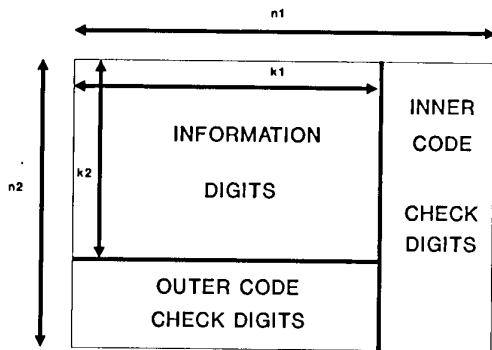 n1
k1
INFORMATION
DIGITS
k2
n2
INNER
CODE
CHECK
DIGITS
OUTER CODE
CHECK DIGITS